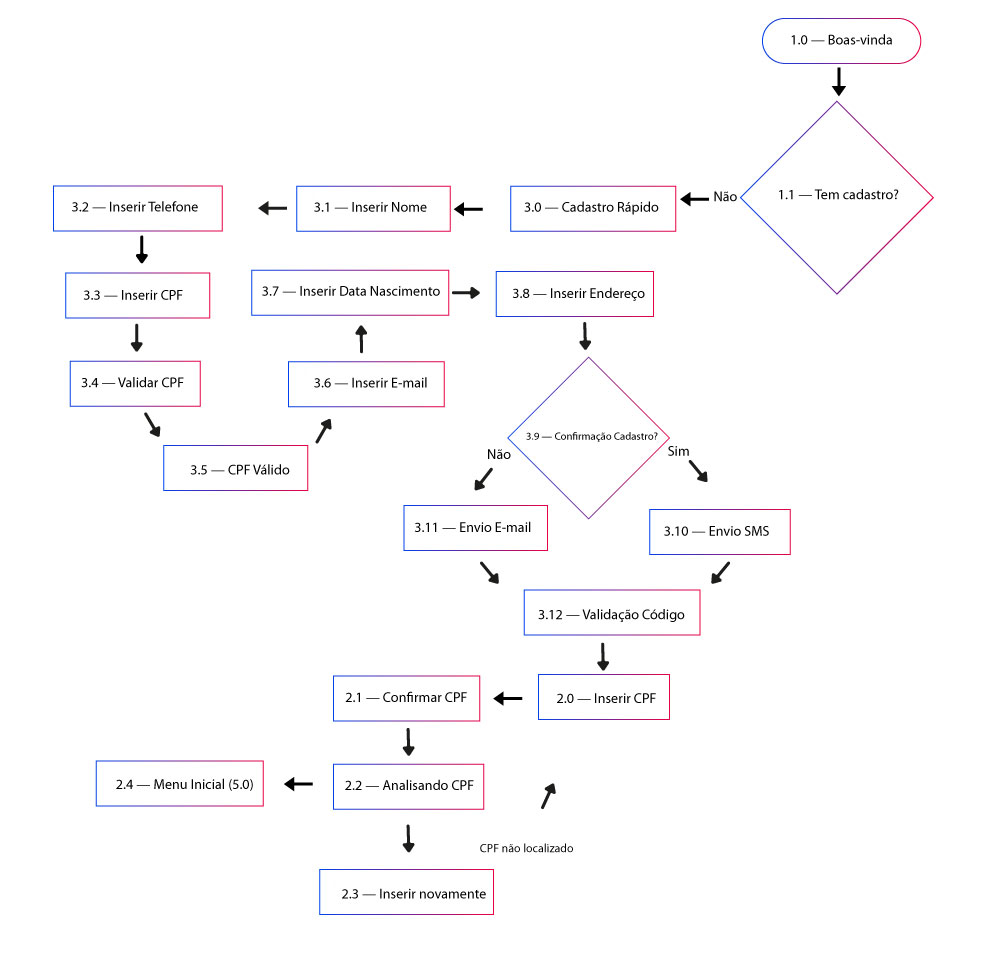 1.0 — Boas-vinda
1.1 — Tem cadastro?
Não
3.0 — Cadastro Rápido
3.1 — Inserir Nome
3.2 — Inserir Telefone
3.3 — Inserir CPF
3.4 — Validar CPF
3.5 — CPF Válido
3.6 — Inserir E-mail
3.7 — Inserir Data Nascimento
3.8 — Inserir Endereço
3.9 — Confirmação Cadastro?
Não
Sim
3.11 — Envio E-mail
3.10 — Envio SMS
3.12 — Validação Código
2.0 — Inserir CPF
2.1 — Confirmar CPF
2.2 — Analisando CPF
2.4 — Menu Inicial (5.0)
CPF não localizado
2.3 — Inserir novamente